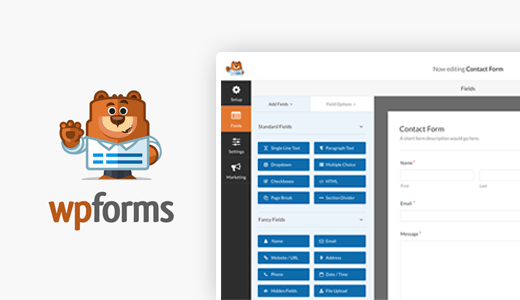 wpforms
Now editing Contact Form
Setup
Fields
Settings
Marketing
Fields
Add Fields
Field Options
Standard Fields
Single Line Text
Paragraph Text
Dropdown
Multiple Choice
Checkboxes
HTML
Page Break
Section Divider
Fancy Fields
Name
Email
Website / URL
Address
Phone
Date / Time
Hidden Fields
File Upload
Contact Form
A short form description would go here.
Name *
First
Last
Email *
Message *